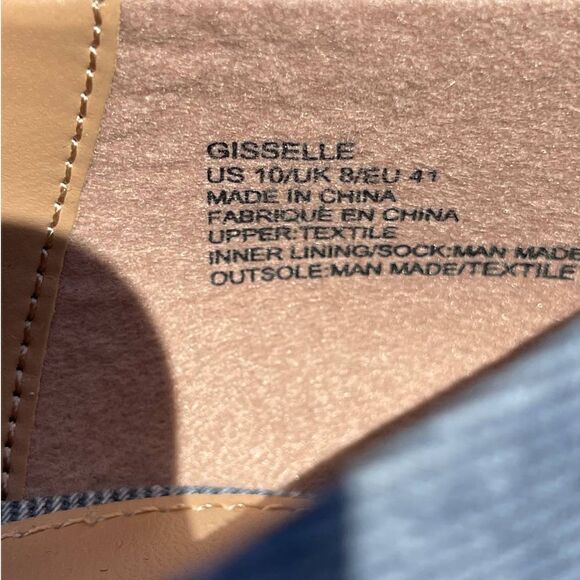 GISSELLE
US 10/UK 8/EU 41
MADE IN CHINA
FABRIQUÉ EN CHINA
UPPER:TEXTILE
INNER LINING/SOCK:MAN MADE
OUTSOLE:MAN MADE/TEXTILE